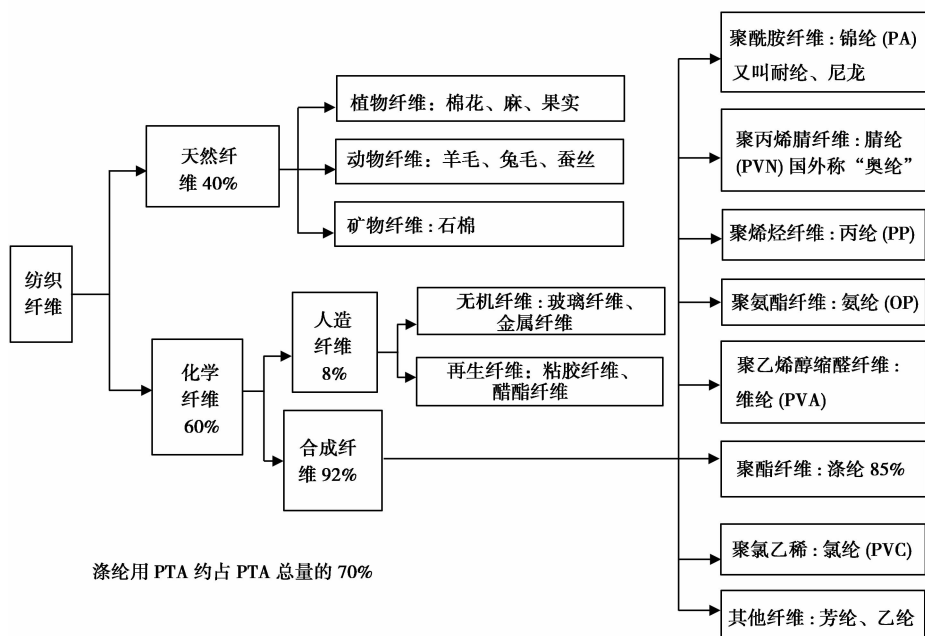 纺织
纤维
天然纤
维 40%
植物纤维：棉花、麻、果实
动物纤维：羊毛、兔毛、蚕丝
矿物纤维：石棉
化学
纤维
60%
人造
纤维
8%
无机纤维：玻璃纤维、
金属纤维
再生纤维：粘胶纤维、
醋酯纤维
合成纤
维 92%
聚酰胺纤维：锦纶 (PA)
又叫耐纶、尼龙
聚丙烯腈纤维：腈纶
(PVN) 国外称“奥纶”
聚烯烃纤维：丙纶 (PP)
聚氨酯纤维：氨纶 (OP)
聚乙烯醇缩醛纤维：
维纶 (PVA)
聚酯纤维：涤纶 85%
聚氯乙稀：氯纶 (PVC)
其他纤维：芳纶、乙纶
涤纶用 PTA 约占 PTA 总量的 70%